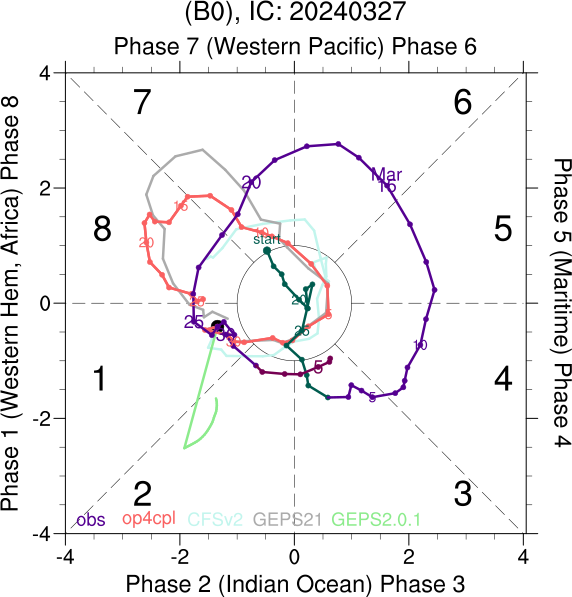 (B0), IC: 20240327
Phase 7 (Western Pacific) Phase 6
4
2
0
-2
-4
-4 -2 0 2 4
Phase 1 (Western Hem, Africa) Phase 8
Phase 5 (Maritime) Phase 4
7 6
8 5
1 4
2 3
20
Mar
15
15
start
10
20
20
25
25
30
30
10
5
5
obs op4cpl CFSv2 GEPS21 GEPS2.0.1
Phase 2 (Indian Ocean) Phase 3